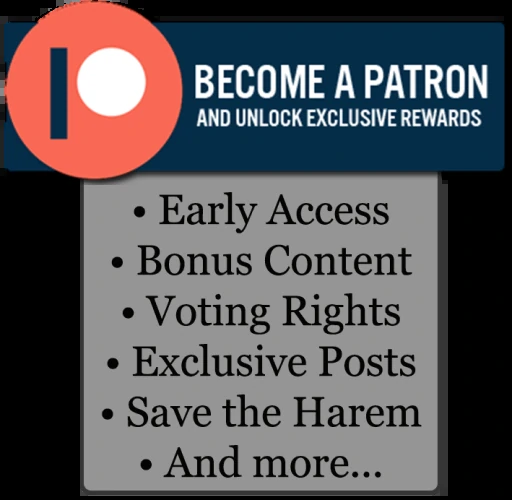 BECOME A PATRON
AND UNLOCK EXCLUSIVE REWARDS
• Early Access
• Bonus Content
• Voting Rights
• Exclusive Posts
• Save the Harem
• And more...